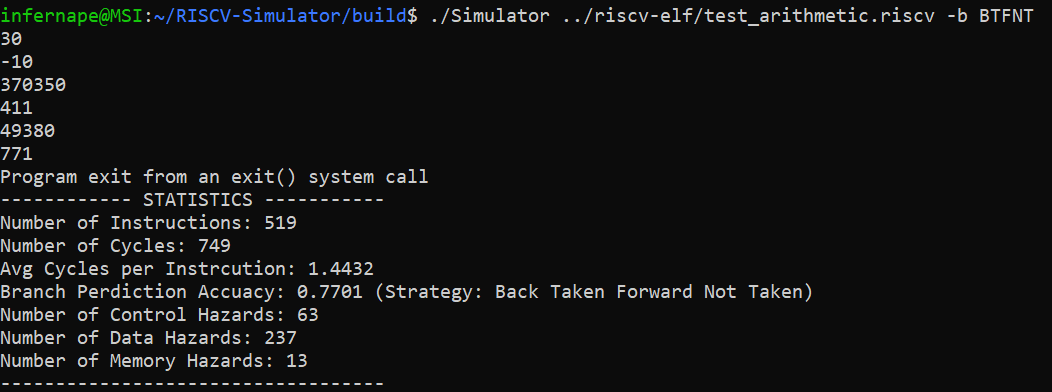 infernape@MSI:~/RISCV-Simulator/build$ ./Simulator ../riscv-elf/test_arithmetic.riscv -b BTFNT
30
-10
370350
411
49380
771
Program exit from an exit() system call
------------ STATISTICS -----------
Number of Instructions: 519
Number of Cycles: 749
Avg Cycles per Instrcution: 1.4432
Branch Perdiction Accuacy: 0.7701 (Strategy: Back Taken Forward Not Taken)
Number of Control Hazards: 63
Number of Data Hazards: 237
Number of Memory Hazards: 13
-----------------------------------